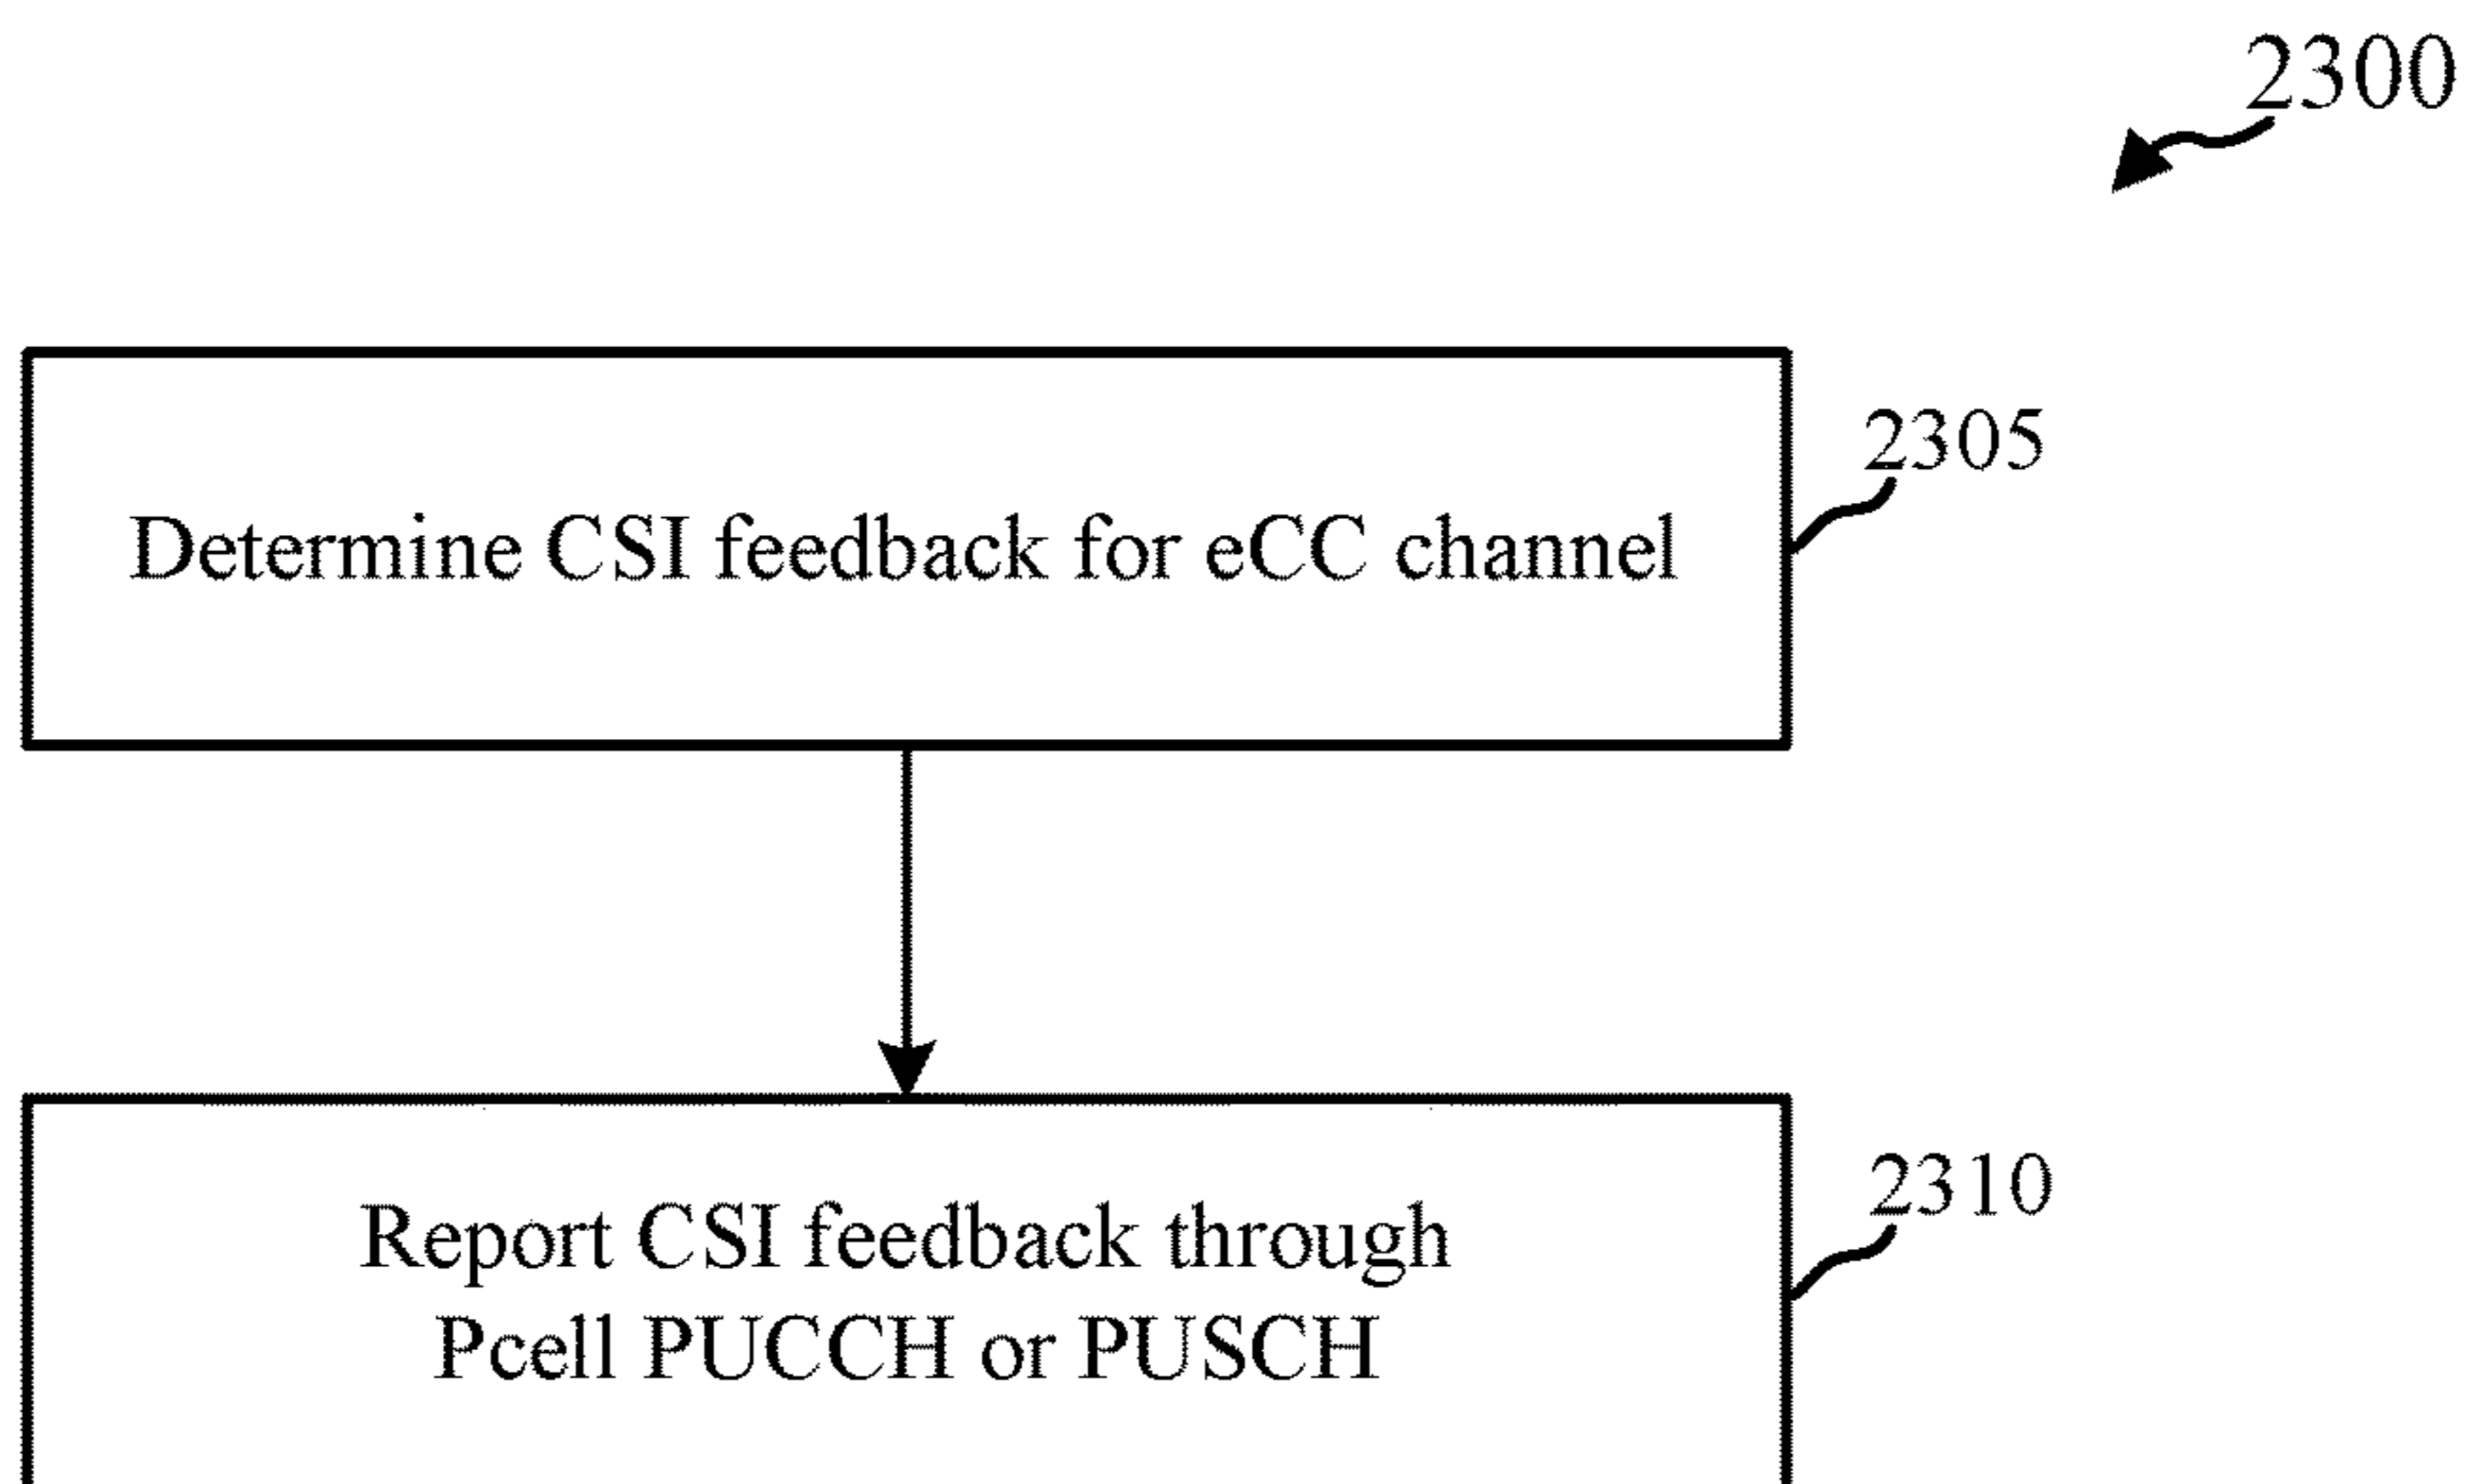 2300
2305
Determine CSI feedback for eCC channel
2310
Report CSI feedback through
Pcell PUCCH or PUSCH